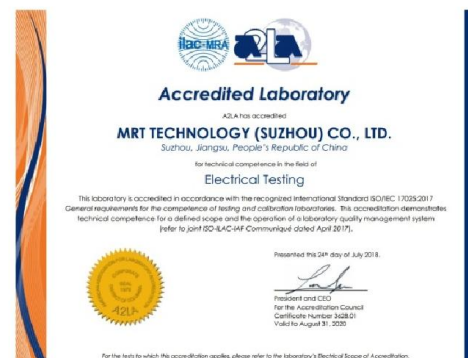 ilac-MRA
A2LA
Accredited Laboratory
A2LA has accredited
MRT TECHNOLOGY (SUZHOU) CO., LTD.
Suzhou, Jiangsu, People's Republic of China
for technical competence in the field of
Electrical Testing
This laboratory is accredited in accordance with the recognized International Standard ISO/IEC 17025:2017
General requirements for the competence of testing and calibration laboratories. This accreditation demonstrates
technical competence for a defined scope and the operation of a laboratory quality management system
(refer to joint ISO-ILAC-IAF Communiqué dated April 2017).
Presented this 24th day of July 2018.
President and CEO
For the Accreditation Council
Certificate Number 3628.01
Valid to August 31, 2020
SEAL
1978
A2LA
For the tests to which this accreditation applies, please refer to the laboratory's Electrical Scope of Accreditation.